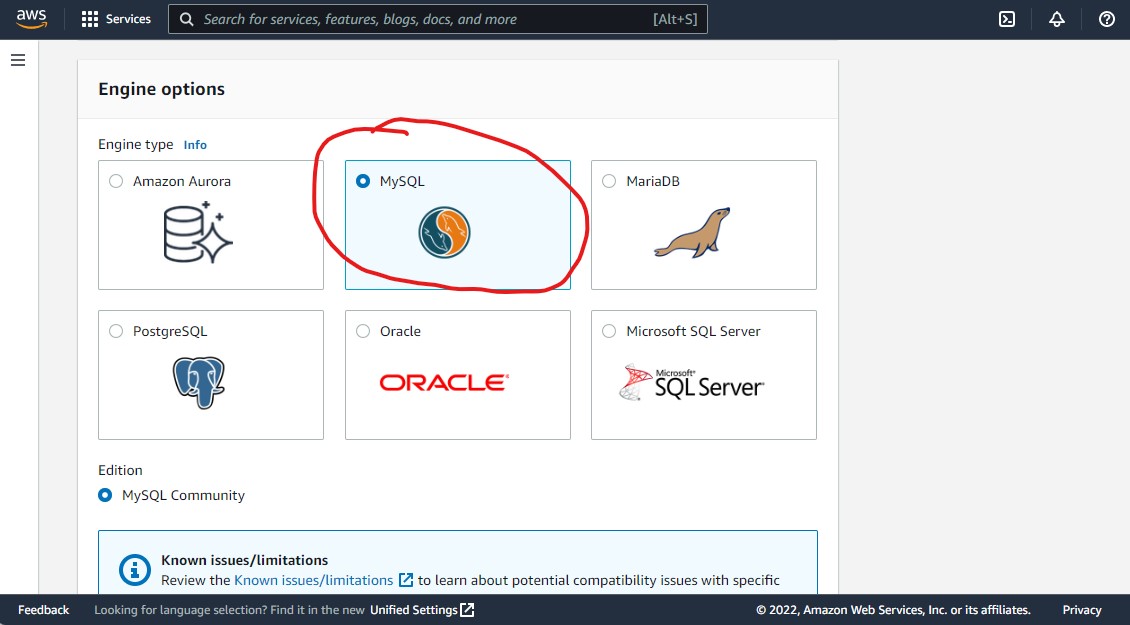 aws
Services
Search for services, features, blogs, docs, and more [Alt+S]
Engine options
Engine type Info
Amazon Aurora
MySQL
MariaDB
PostgreSQL
Oracle
ORACLE®
Microsoft SQL Server
Microsoft®
SQL Server®
Edition
MySQL Community
Known issues/limitations
Review the Known issues/limitations to learn about potential compatibility issues with specific
Feedback
Looking for language selection? Find it in the new Unified Settings
© 2022, Amazon Web Services, Inc. or its affiliates.
Privacy